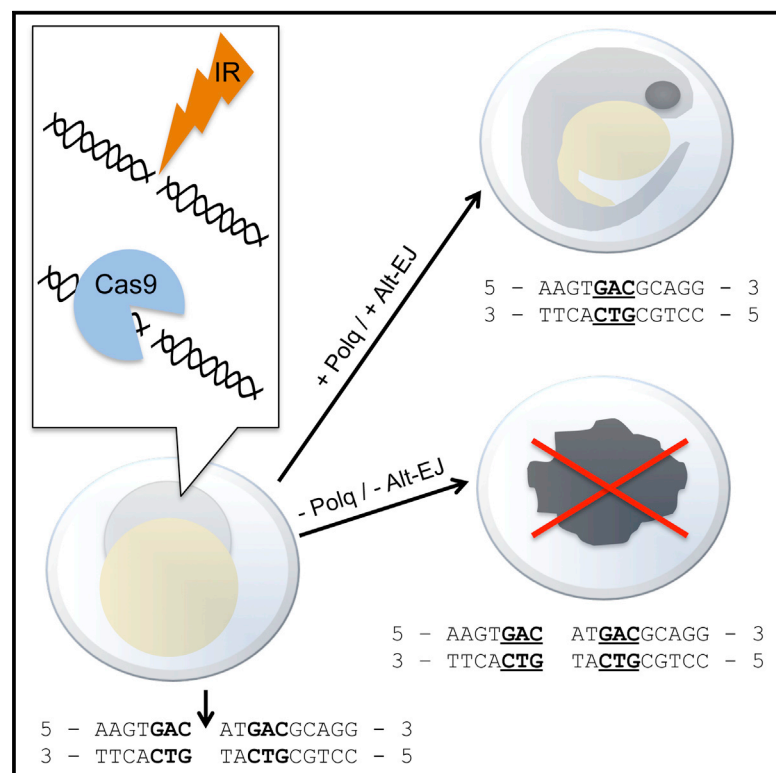 IR
Cas9
+ Polq / + Alt-EJ
5 - AAGTGACGCAGG - 3
3 - TTCACTGCGTCC - 5
- Polq / - Alt-EJ
5 - AAGTGAC ATGACGCAGG - 3
3 - TTCACTG TACTGCGTCC - 5
5 - AAGTGAC ATGACGCAGG - 3
3 - TTCACTG TACTGCGTCC - 5